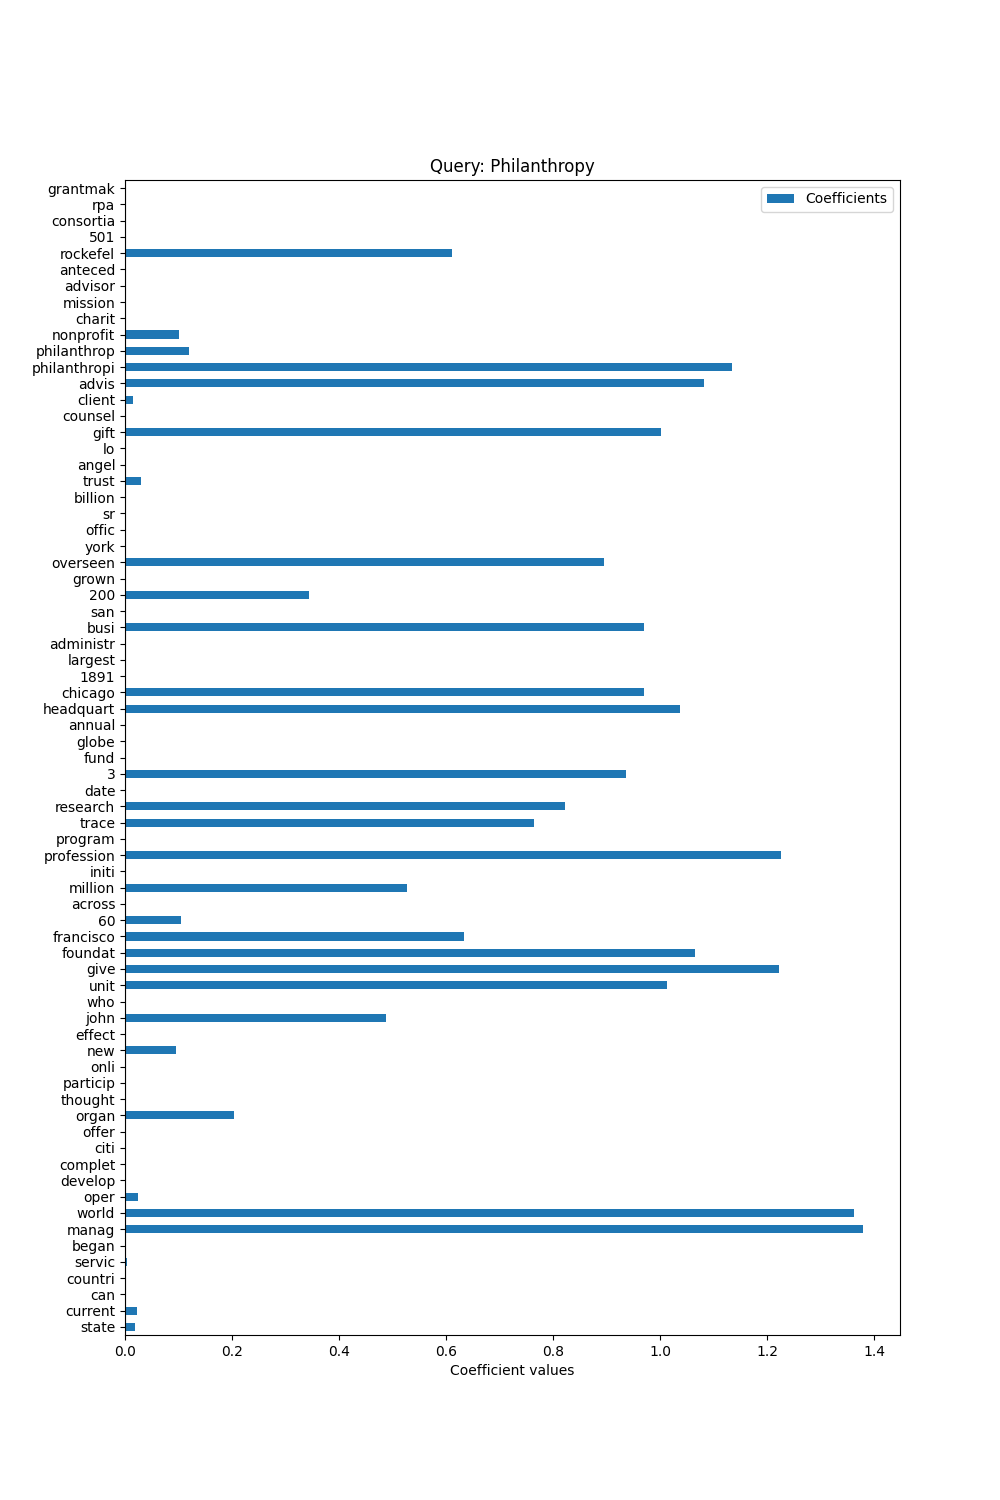 Query: Philanthropy
Coefficients
grantmak
rpa
consortia
501
rockefel
anteced
advisor
mission
charit
nonprofit
philanthrop
philanthropi
advis
client
counsel
gift
lo
angel
trust
billion
sr
offic
york
overseen
grown
200
san
busi
administr
largest
1891
chicago
headquart
annual
globe
fund
3
date
research
trace
program
profession
initi
million
across
60
francisco
foundat
give
unit
who
john
effect
new
onli
particip
thought
organ
offer
citi
complet
develop
oper
world
manag
began
servic
countri
can
current
state
0.0 0.2 0.4 0.6 0.8 1.0 1.2 1.4
Coefficient values